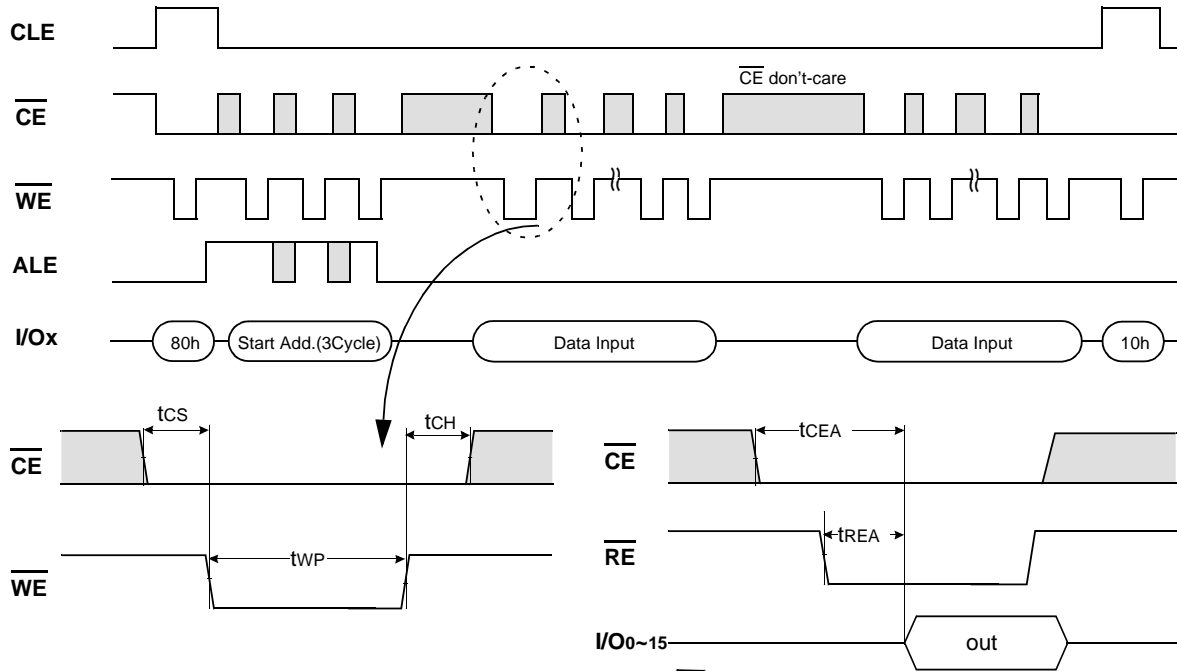 CLE
CE don't-care
CE
WE
ALE
I/Ox
80h
Start Add.(3Cycle)
Data Input
Data Input
10h
tCS
tCH
tCEA
CE
CE
tREA
RE
tWP
WE
I/O0~15
out